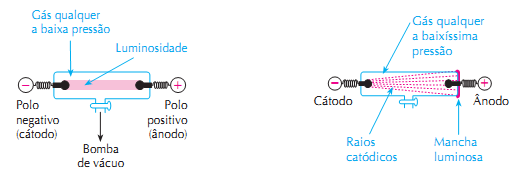 Gás qualquer
a baixa pressão
Luminosidade
−
+
Polo
negativo
(cátodo)
Polo
positivo
(ânodo)
Bomba
de vácuo
Gás qualquer
a baixíssima
pressão
−
+
Cátodo
Ânodo
Raios
catódicos
Mancha
luminosa